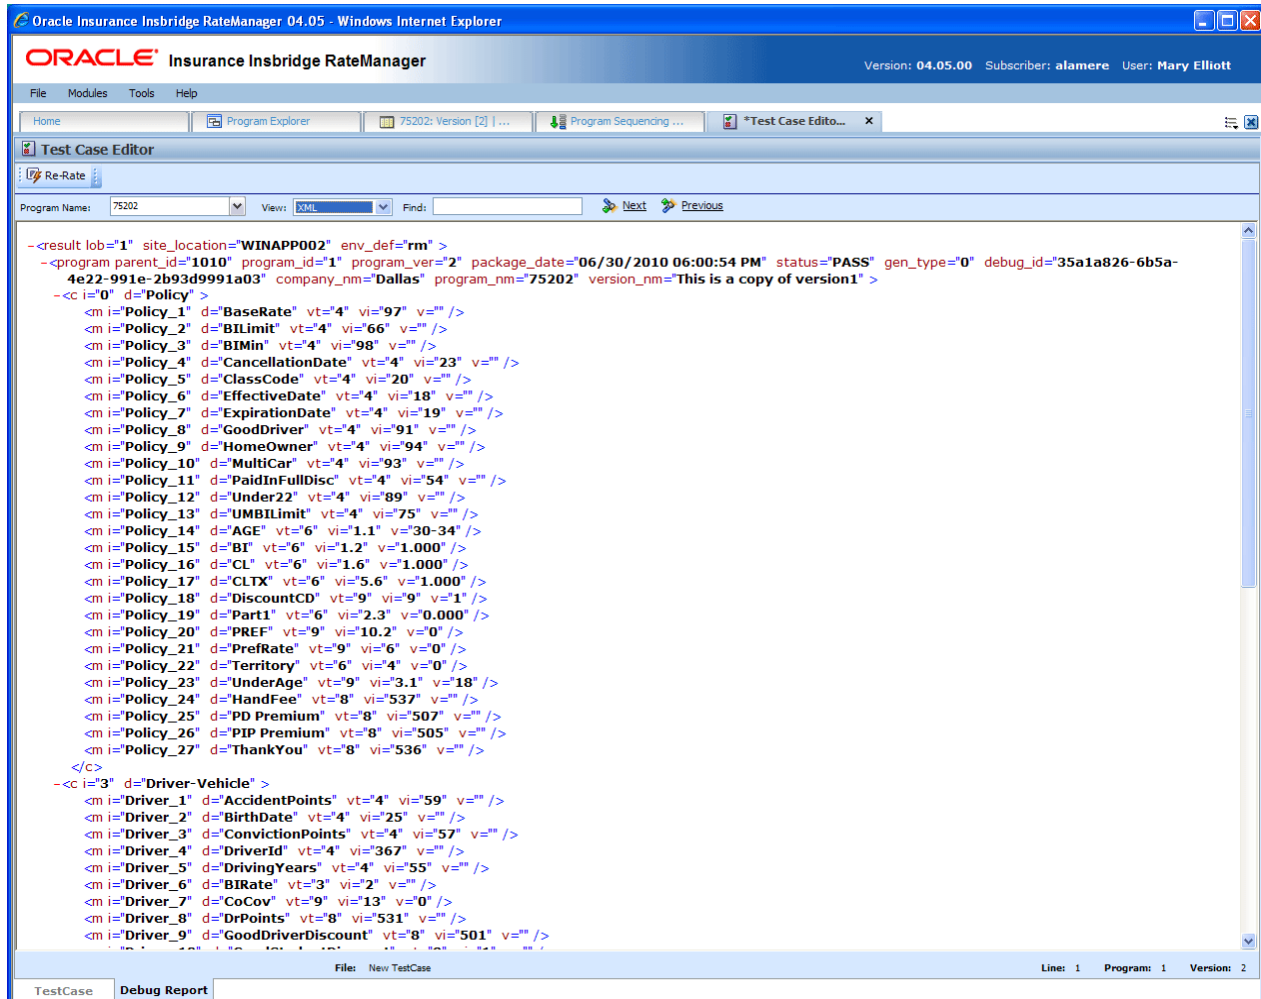 Oracle Insurance Insbridge RateManager 04.05 - Windows Internet Explorer
ORACLE Insurance Insbridge RateManager
Version: 04.05.00 Subscriber: alamere User: Mary Elliott
File Modules Tools Help
Home Program Explorer 75202: Version [2] | ... Program Sequencing ... *Test Case Edito... x
Test Case Editor
Re-Rate
Program Name: 75202 View: XML Find: Next Previous
-<result lob="1" site_location="WINAPP002" env_def="rm" >
-<program parent_id="1010" program_id="1" program_ver="2" package_date="06/30/2010 06:00:54 PM" status="PASS" gen_type="0" debug_id="35a1a826-6b5a-
4e22-991e-2b93d9991a03" company_nm="Dallas" program_nm="75202" version_nm="This is a copy of version1" >
-<c i="0" d="Policy" >
<m i="Policy_1" d="BaseRate" vt="4" vi="97" v="" />
<m i="Policy_2" d="BILimit" vt="4" vi="66" v="" />
<m i="Policy_3" d="BIMin" vt="4" vi="98" v="" />
<m i="Policy_4" d="CancellationDate" vt="4" vi="23" v="" />
<m i="Policy_5" d="ClassCode" vt="4" vi="20" v="" />
<m i="Policy_6" d="EffectiveDate" vt="4" vi="18" v="" />
<m i="Policy_7" d="ExpirationDate" vt="4" vi="19" v="" />
<m i="Policy_8" d="GoodDriver" vt="4" vi="91" v="" />
<m i="Policy_9" d="HomeOwner" vt="4" vi="94" v="" />
<m i="Policy_10" d="MultiCar" vt="4" vi="93" v="" />
<m i="Policy_11" d="PaidInFullDisc" vt="4" vi="54" v="" />
<m i="Policy_12" d="Under22" vt="4" vi="89" v="" />
<m i="Policy_13" d="UMBILimit" vt="4" vi="75" v="" />
<m i="Policy_14" d="AGE" vt="6" vi="1.1" v="30-34" />
<m i="Policy_15" d="BI" vt="6" vi="1.2" v="1.000" />
<m i="Policy_16" d="CL" vt="6" vi="1.6" v="1.000" />
<m i="Policy_17" d="CLTX" vt="6" vi="5.6" v="1.000" />
<m i="Policy_18" d="DiscountCD" vt="9" vi="9" v="1" />
<m i="Policy_19" d="Part1" vt="6" vi="2.3" v="0.000" />
<m i="Policy_20" d="PREF" vt="9" vi="10.2" v="0" />
<m i="Policy_21" d="PrefRate" vt="9" vi="6" v="0" />
<m i="Policy_22" d="Territory" vt="6" vi="4" v="0" />
<m i="Policy_23" d="UnderAge" vt="9" vi="3.1" v="18" />
<m i="Policy_24" d="HandFee" vt="8" vi="537" v="" />
<m i="Policy_25" d="PD Premium" vt="8" vi="507" v="" />
<m i="Policy_26" d="PIP Premium" vt="8" vi="505" v="" />
<m i="Policy_27" d="ThankYou" vt="8" vi="536" v="" />
</c>
-<c i="3" d="Driver-Vehicle" >
<m i="Driver_1" d="AccidentPoints" vt="4" vi="59" v="" />
<m i="Driver_2" d="BirthDate" vt="4" vi="25" v="" />
<m i="Driver_3" d="ConvictionPoints" vt="4" vi="57" v="" />
<m i="Driver_4" d="DriverId" vt="4" vi="367" v="" />
<m i="Driver_5" d="DrivingYears" vt="4" vi="55" v="" />
<m i="Driver_6" d="BIRate" vt="3" vi="2" v="" />
<m i="Driver_7" d="CoCov" vt="9" vi="13" v="0" />
<m i="Driver_8" d="DrPoints" vt="8" vi="531" v="" />
<m i="Driver_9" d="GoodDriverDiscount" vt="8" vi="501" v="" />
File: New TestCase Line: 1 Program: 1 Version: 2
TestCase Debug Report